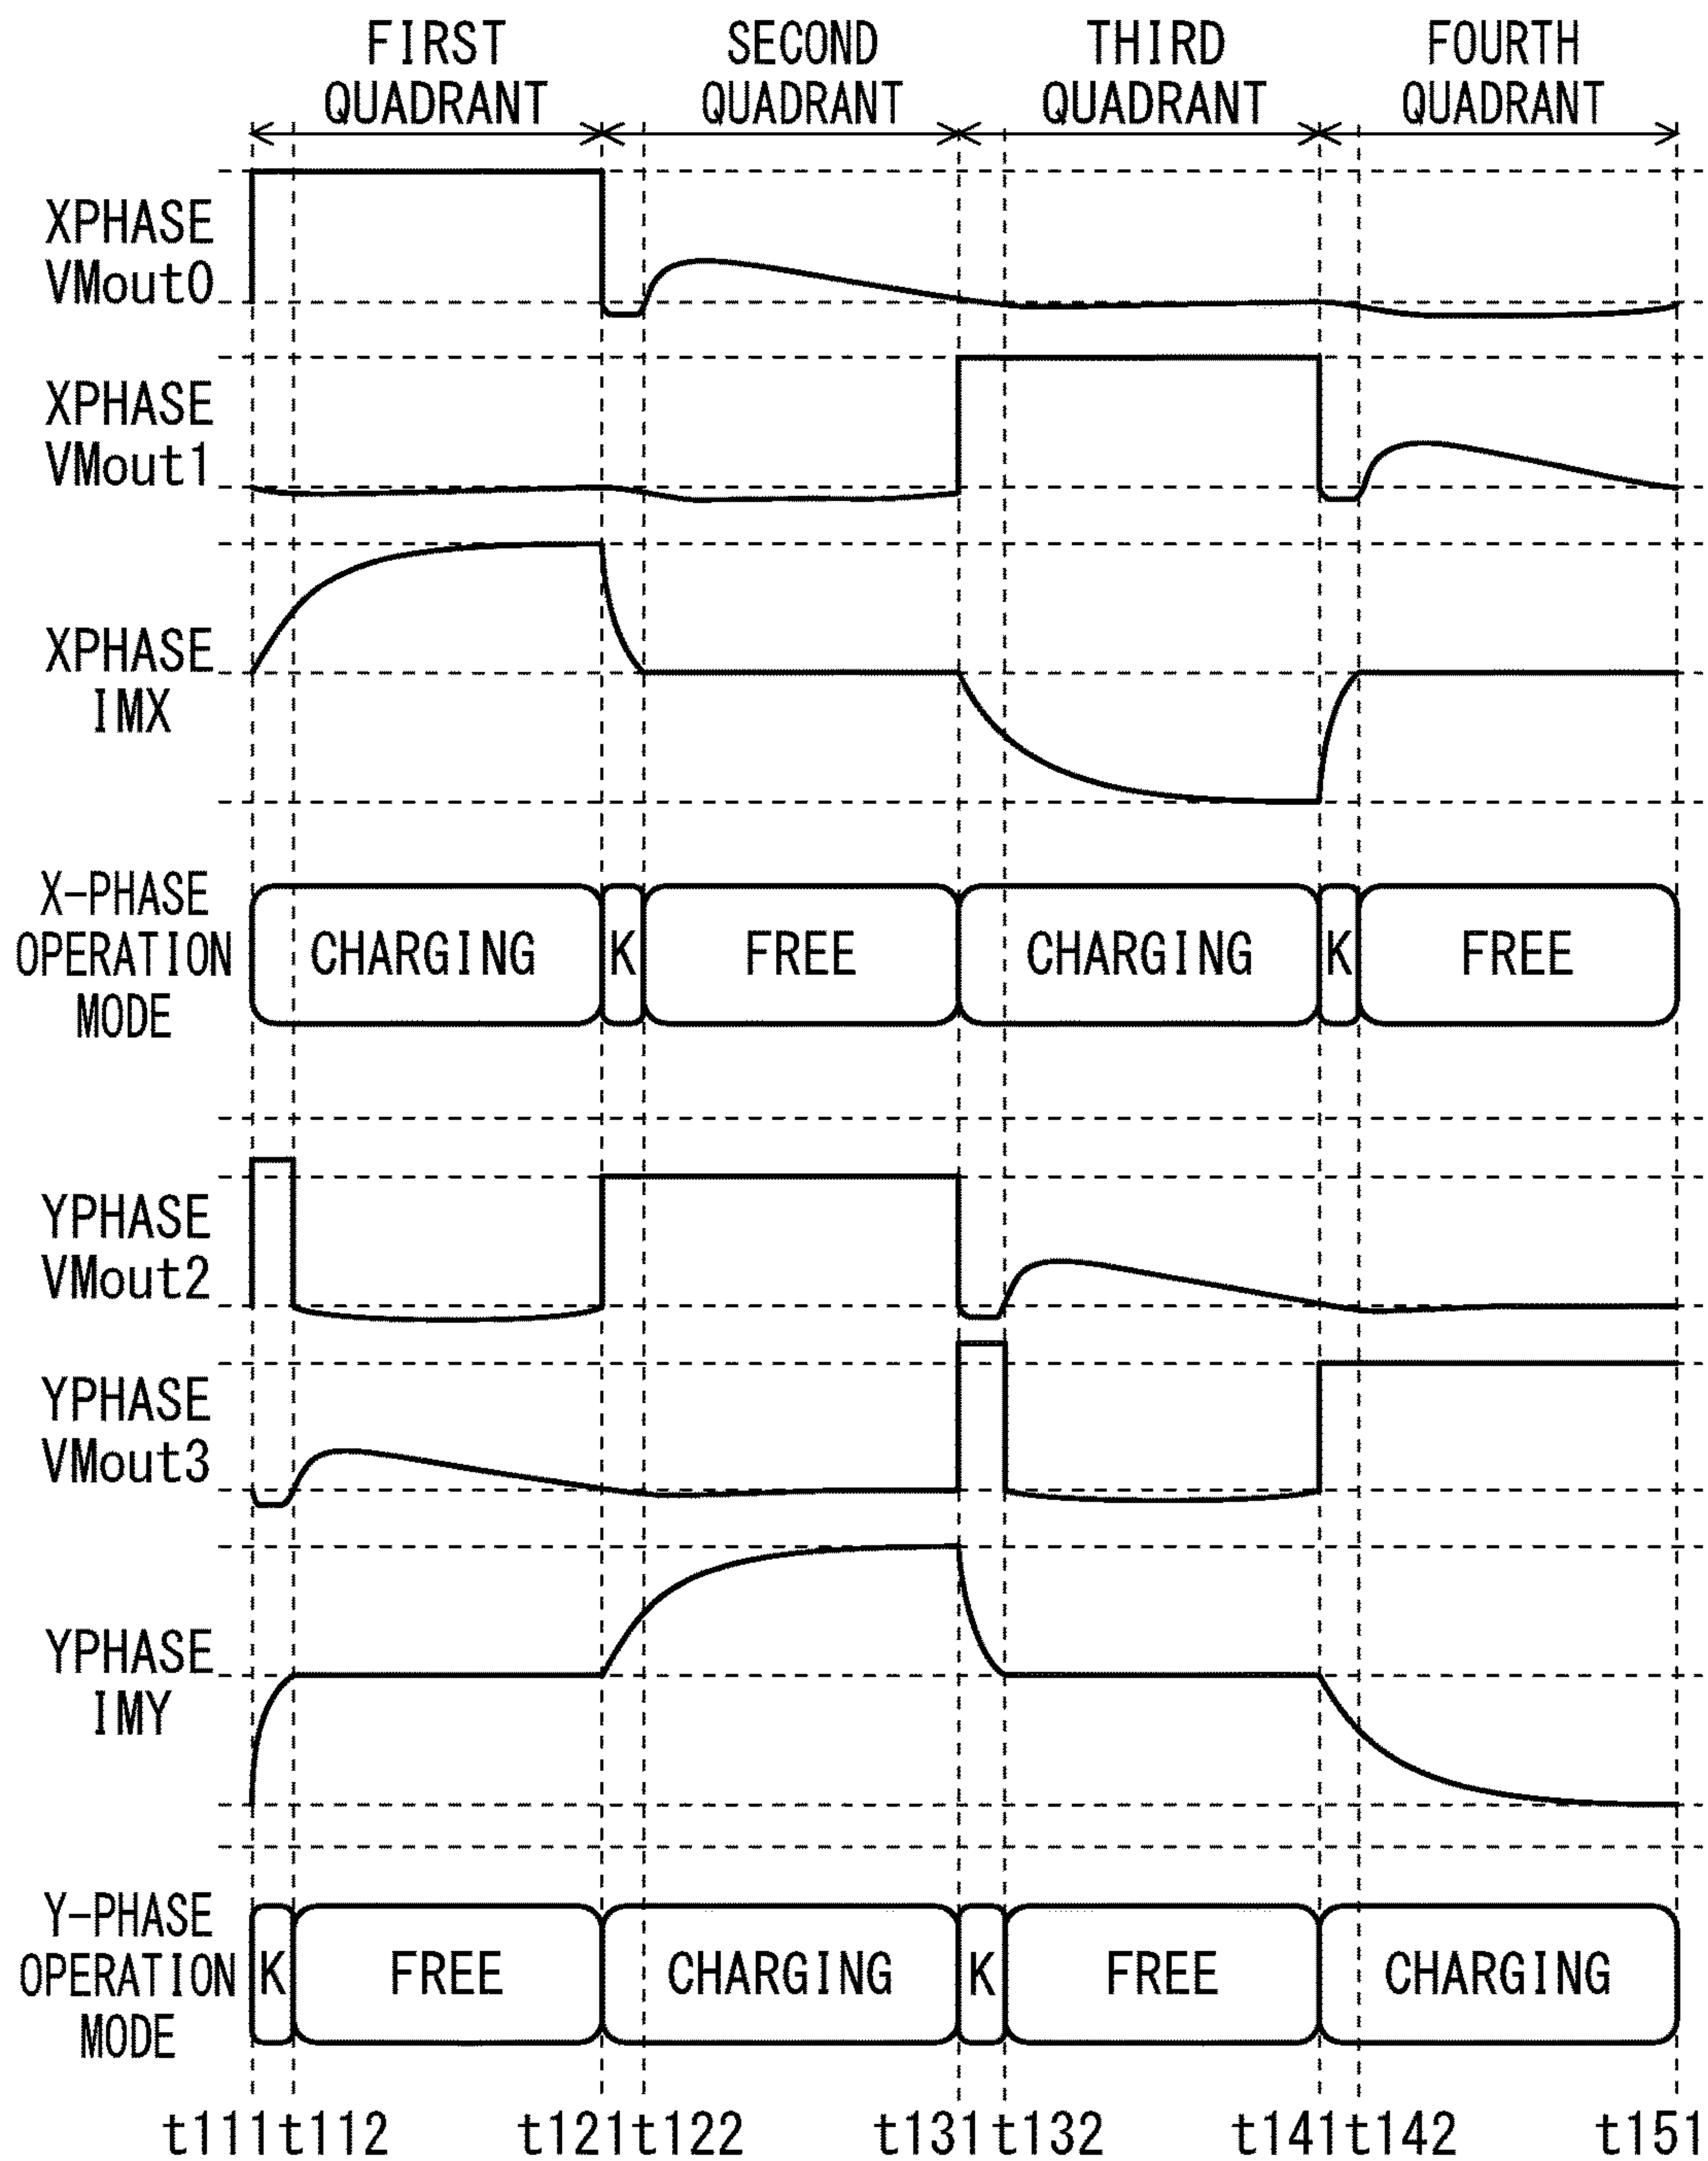 FIRST QUADRANT
SECOND QUADRANT
THIRD QUADRANT
FOURTH QUADRANT
XPHASE
VMout0
XPHASE
VMout1
XPHASE
IMX
X-PHASE
OPERATION
MODE
CHARGING K FREE CHARGING K FREE
YPHASE
VMout2
YPHASE
VMout3
YPHASE
IMY
Y-PHASE
OPERATION
MODE
K FREE CHARGING K FREE CHARGING
t111 t112 t121 t122 t131 t132 t141 t142 t151